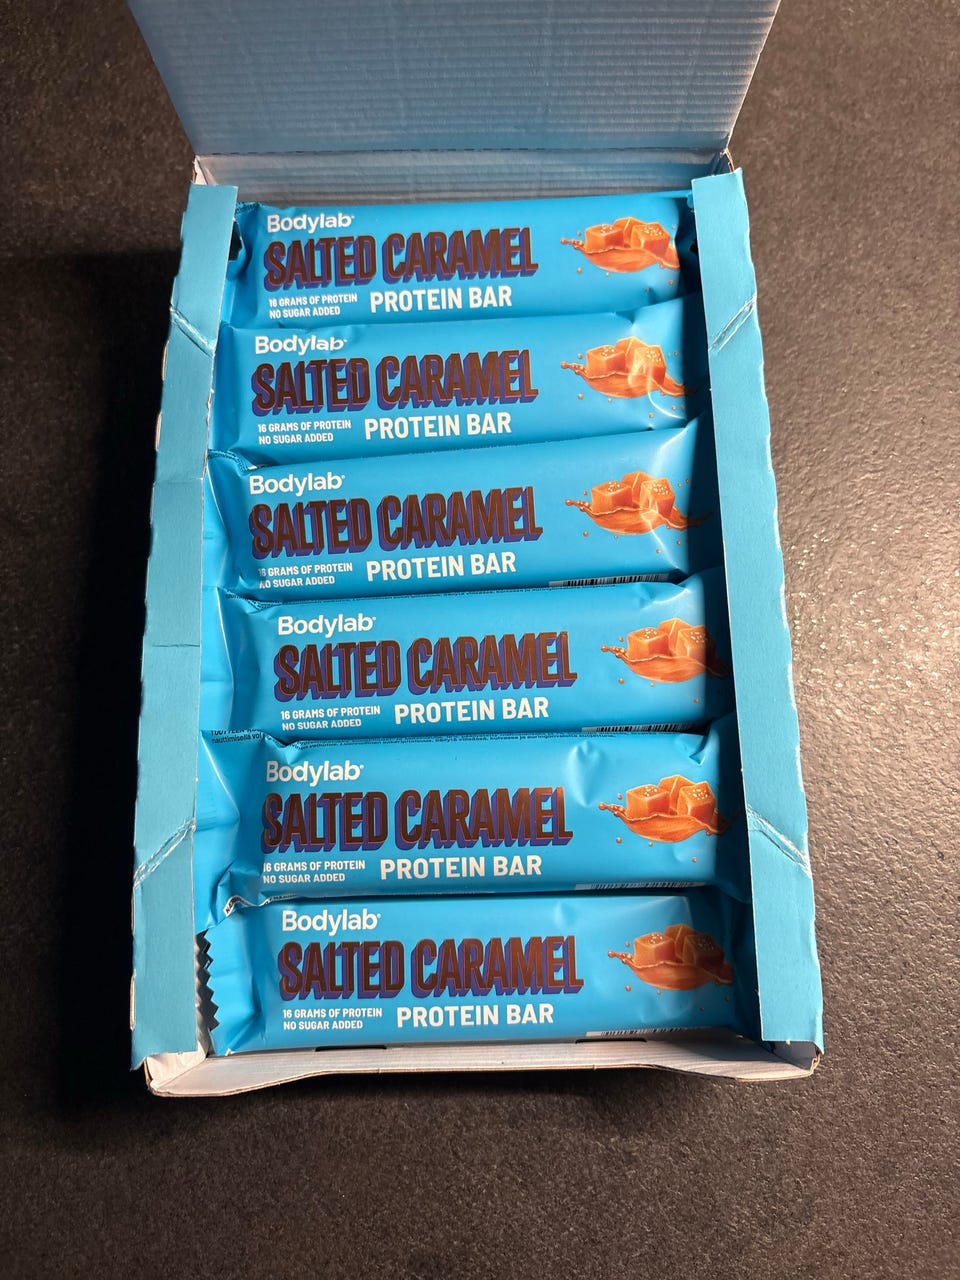 Bodylab®
SALTED CARAMEL
16 GRAMS OF PROTEIN
NO SUGAR ADDED
PROTEIN BAR
Bodylab®
SALTED CARAMEL
16 GRAMS OF PROTEIN
NO SUGAR ADDED
PROTEIN BAR
Bodylab®
SALTED CARAMEL
16 GRAMS OF PROTEIN
NO SUGAR ADDED
PROTEIN BAR
Bodylab®
SALTED CARAMEL
16 GRAMS OF PROTEIN
NO SUGAR ADDED
PROTEIN BAR
nauttimisella voi
Bodylab®
SALTED CARAMEL
16 GRAMS OF PROTEIN
NO SUGAR ADDED
PROTEIN BAR
Bodylab®
SALTED CARAMEL
16 GRAMS OF PROTEIN
NO SUGAR ADDED
PROTEIN BAR